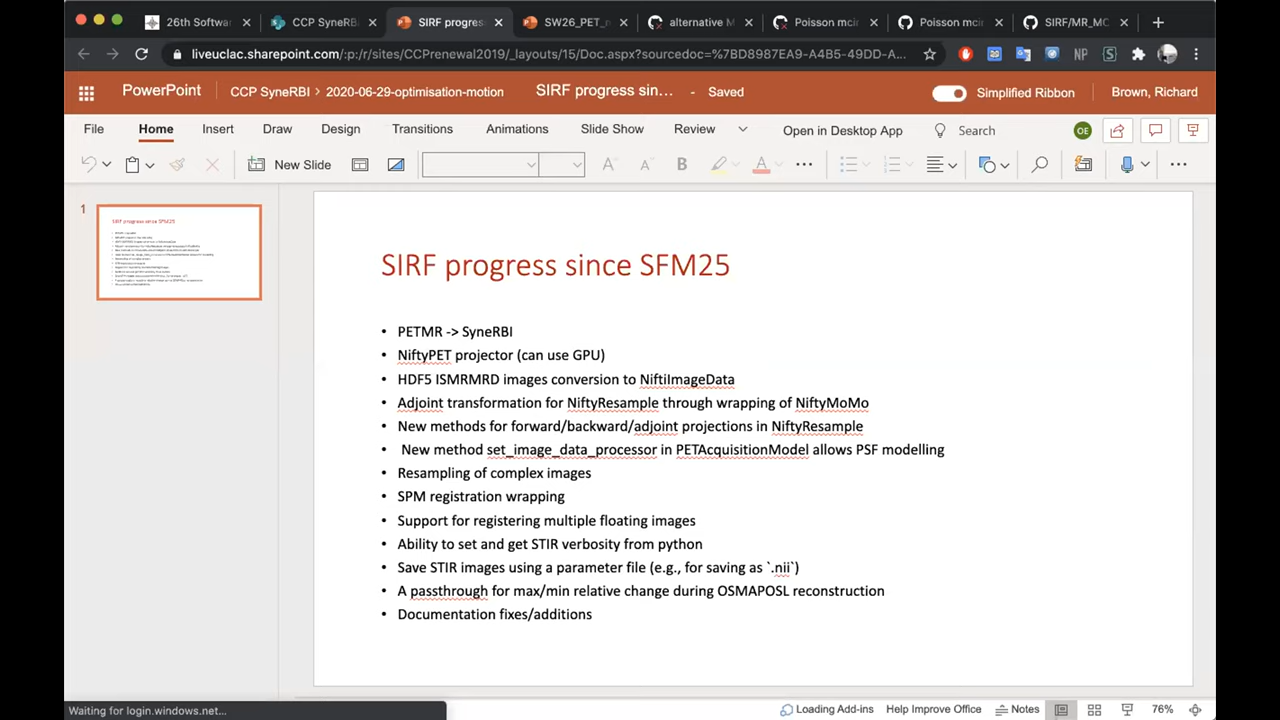 26th Softwa
CCP SyneRB
SIRF progres
SW26_PET_
alternative M
Poisson mcir
Poisson mcir
SIRF/MR_MC
liveuclac.sharepoint.com/:p:/r/sites/CCPrenewal2019/_layouts/15/Doc.aspx?sourcedoc=%7BD8987EA9-A4B5-49DD-A...
NP
PowerPoint
CCP SyneRBI > 2020-06-29-optimisation-motion
SIRF progress sin... - Saved
Simplified Ribbon
Brown, Richard
File Home Insert Draw Design Transitions Animations Slide Show Review
Open in Desktop App
Search
OE
New Slide
1
SIRF progress since SFM25
• PETMR -> SyneRBI
• NiftyPET projector (can use GPU)
• HDF5 ISMRMRD images conversion to NiftiImageData
• Adjoint transformation for NiftyResample through wrapping of NiftyMoMo
• New methods for forward/backward/adjoint projections in NiftyResample
• New method set_image_data_processor in PETAcquisitionModel allows PSF modelling
• Resampling of complex images
• SPM registration wrapping
• Support for registering multiple floating images
• Ability to set and get STIR verbosity from python
• Save STIR images using a parameter file (e.g., for saving as `.nii`)
• A passthrough for max/min relative change during OSMAPOSL reconstruction
• Documentation fixes/additions
Waiting for login.windows.net...
Loading Add-ins Help Improve Office Notes 76%